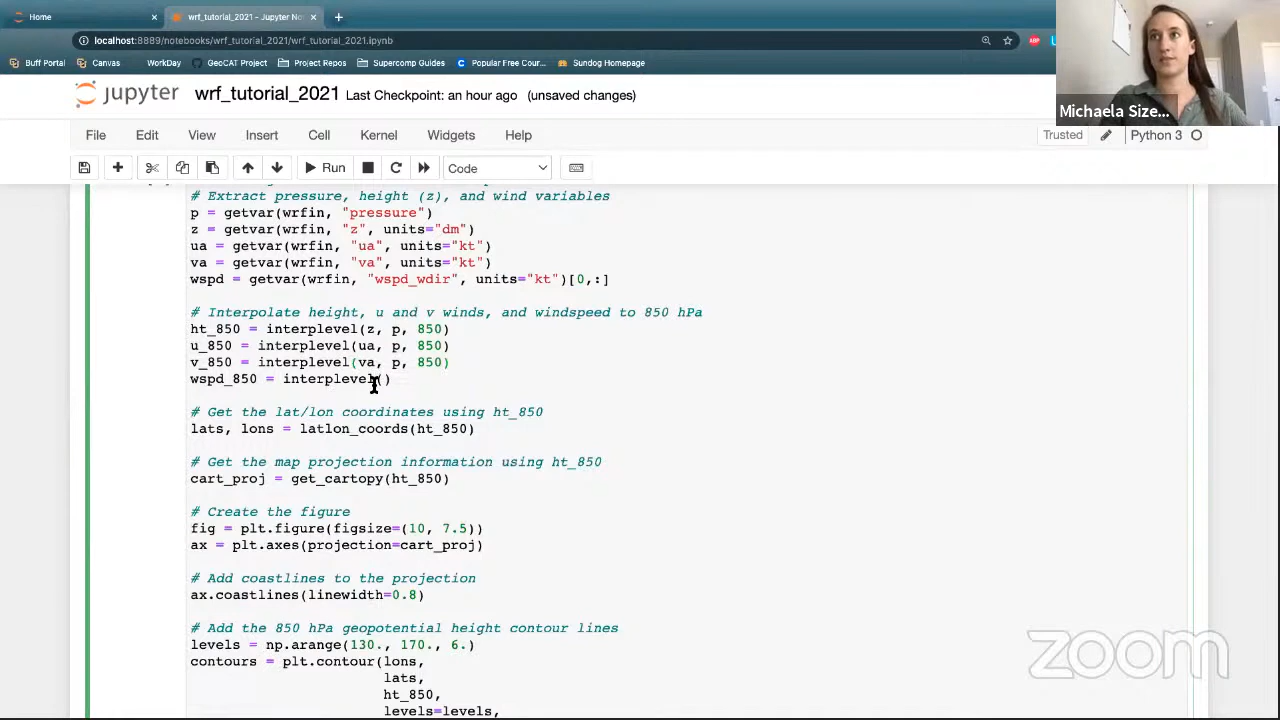 Home
wrf_tutorial_2021 - Jupyter No
localhost:8889/notebooks/wrf_tutorial_2021/wrf_tutorial_2021.ipynb
Buff Portal Canvas WorkDay GeoCAT Project Project Repos Supercomp Guides Popular Free Cour... Sundog Homepage
Michaela Size...
jupyter wrf_tutorial_2021 Last Checkpoint: an hour ago (unsaved changes)
File Edit View Insert Cell Kernel Widgets Help Trusted Python 3
Run Code
# Extract pressure, height (z), and wind variables
p = getvar(wrfin, "pressure")
z = getvar(wrfin, "z", units="dm")
ua = getvar(wrfin, "ua", units="kt")
va = getvar(wrfin, "va", units="kt")
wspd = getvar(wrfin, "wspd_wdir", units="kt")[0,:]
# Interpolate height, u and v winds, and windspeed to 850 hPa
ht_850 = interplevel(z, p, 850)
u_850 = interplevel(ua, p, 850)
v_850 = interplevel(va, p, 850)
wspd_850 = interplevel()
# Get the lat/lon coordinates using ht_850
lats, lons = latlon_coords(ht_850)
# Get the map projection information using ht_850
cart_proj = get_cartopy(ht_850)
# Create the figure
fig = plt.figure(figsize=(10, 7.5))
ax = plt.axes(projection=cart_proj)
# Add coastlines to the projection
ax.coastlines(linewidth=0.8)
# Add the 850 hPa geopotential height contour lines
levels = np.arange(130., 170., 6.)
contours = plt.contour(lons,
lats,
ht_850,
levels=levels,
zoom